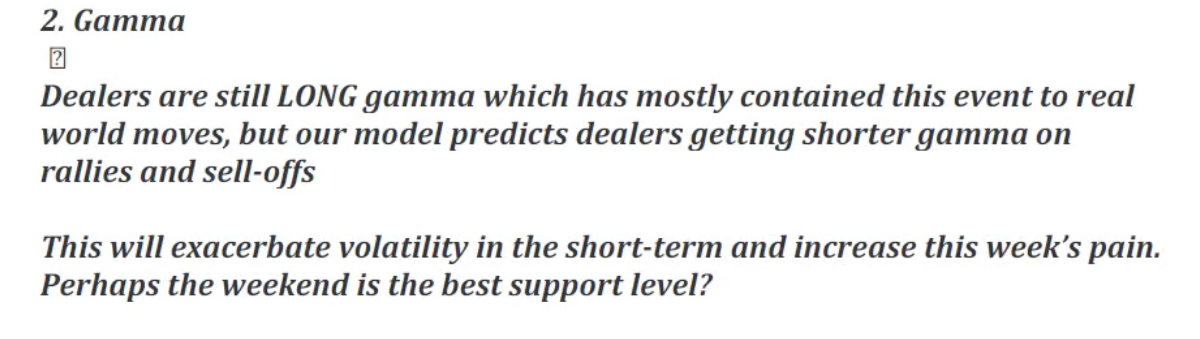 2. Gamma
Dealers are still LONG gamma which has mostly contained this event to real
world moves, but our model predicts dealers getting shorter gamma on
rallies and sell-offs
This will exacerbate volatility in the short-term and increase this week’s pain.
Perhaps the weekend is the best support level?